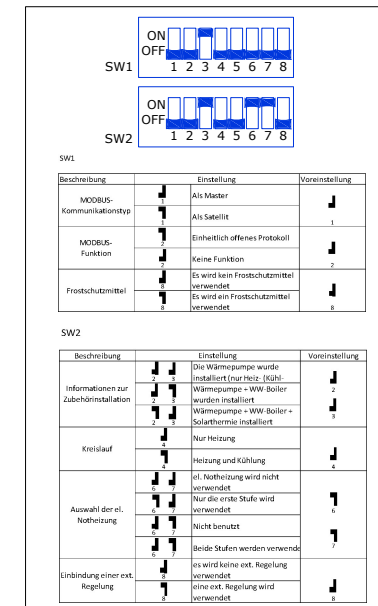 ON
OFF
SW1
1 2 3 4 5 6 7 8
ON
OFF
SW2
1 2 3 4 5 6 7 8
SW1
Beschreibung Einstellung Voreinstellung
MODBUS-
Kommunikationstyp
1 Als Master
1 Als Satellit
1
MODBUS-
Funktion
2 Einheitlich offenes Protokoll
2 Keine Funktion
2
Frostschutzmittel
8 Es wird kein Frostschutzmittel
verwendet
8 Es wird ein Frostschutzmittel
verwendet
8
SW2
Beschreibung Einstellung Voreinstellung
Informationen zur
Zubehörinstallation
2 3 Die Wärmepumpe wurde
installiert (nur Heiz- (Kühl-
2 3 Wärmepumpe + WW-Boiler
wurden installiert
2 3 Wärmepumpe + WW-Boiler +
Solarthermie installiert
2
3
Kreislauf
4 Nur Heizung
4 Heizung und Kühlung
4
Auswahl der el.
Notheizung
6 7 el. Notheizung wird nicht
verwendet
6 7 Nur die erste Stufe wird
verwendet
6 7 Nicht benutzt
6 7 Beide Stufen werden verwende
6
7
Einbindung einer ext.
Regelung
8 es wird keine ext. Regelung
verwendet
8 eine ext. Regelung wird
verwendet
8